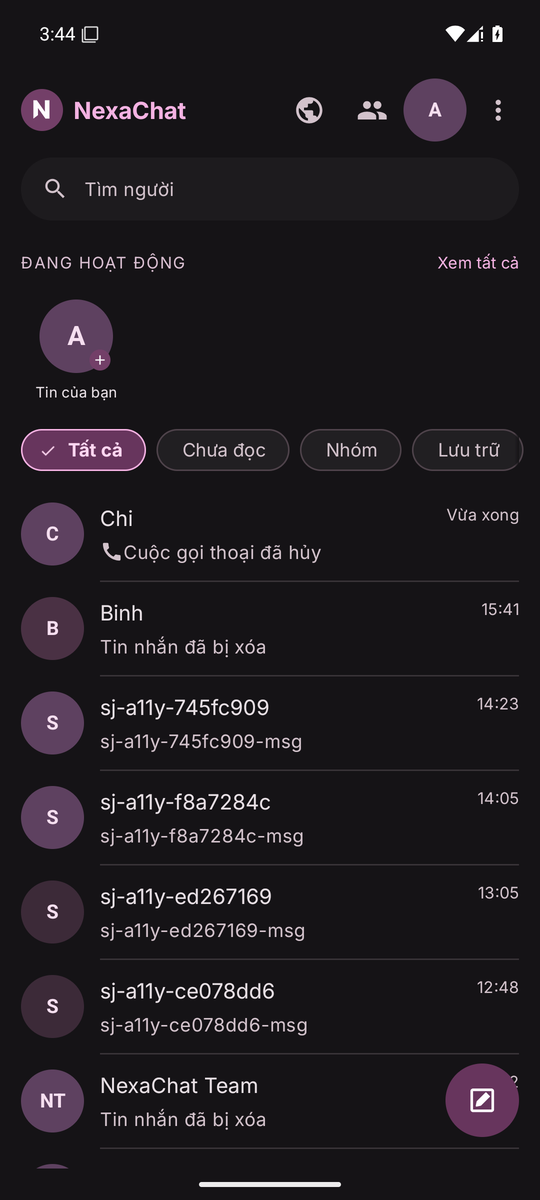 3:44
N NexaChat A
Tìm người
ĐANG HOẠT ĐỘNG Xem tất cả
A
Tin của bạn
Tất cả Chưa đọc Nhóm Lưu trữ
C Chi Vừa xong
Cuộc gọi thoại đã hủy
B Binh 15:41
Tin nhắn đã bị xóa
S sj-a11y-745fc909 14:23
sj-a11y-745fc909-msg
S sj-a11y-f8a7284c 14:05
sj-a11y-f8a7284c-msg
S sj-a11y-ed267169 13:05
sj-a11y-ed267169-msg
S sj-a11y-ce078dd6 12:48
sj-a11y-ce078dd6-msg
NT NexaChat Team
Tin nhắn đã bị xóa